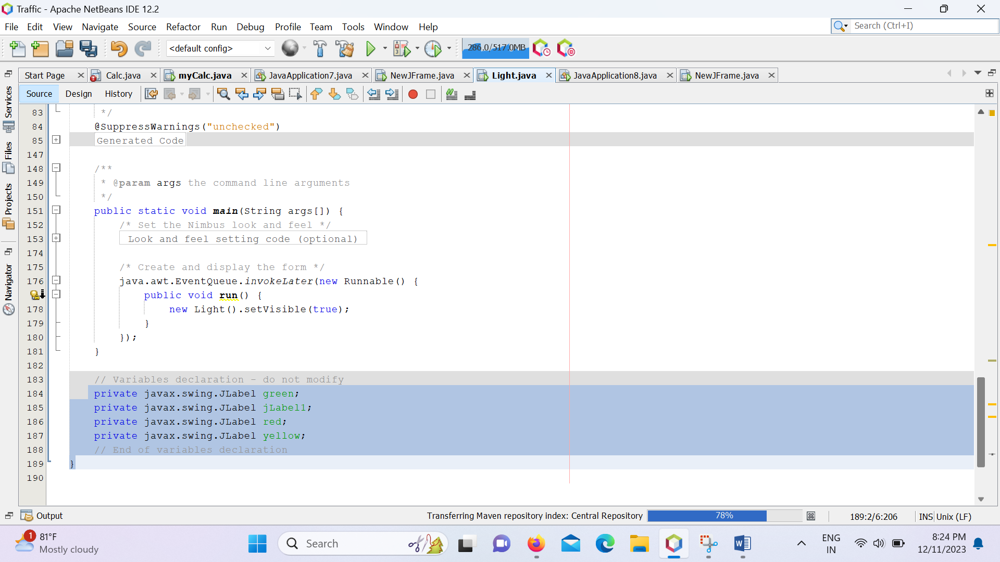 Traffic - Apache NetBeans IDE 12.2
File Edit View Navigate Source Refactor Run Debug Profile Team Tools Window Help
Search (Ctrl+I)
<default config>
286.0/517.0MB
Start Page Calc.java myCalc.java JavaApplication7.java NewJFrame.java Light.java JavaApplication8.java NewJFrame.java
Source Design History
Services
Files
Projects
Navigator
83 */
84 @SuppressWarnings("unchecked")
85 Generated Code
147
148 /**
149 * @param args the command line arguments
150 */
151 public static void main(String args[]) {
152 /* Set the Nimbus look and feel */
153 Look and feel setting code (optional)
174
175 /* Create and display the form */
176 java.awt.EventQueue.invokeLater(new Runnable() {
public void run() {
178 new Light().setVisible(true);
179 }
180 });
181 }
182
183 // Variables declaration - do not modify
184 private javax.swing.JLabel green;
185 private javax.swing.JLabel jLabel1;
186 private javax.swing.JLabel red;
187 private javax.swing.JLabel yellow;
188 // End of variables declaration
189 }
190
Output
Transferring Maven repository index: Central Repository 78%
189:2/6:206 INS Unix (LF)
1
81°F
Mostly cloudy
Search
ENG
IN
8:24 PM
12/11/2023